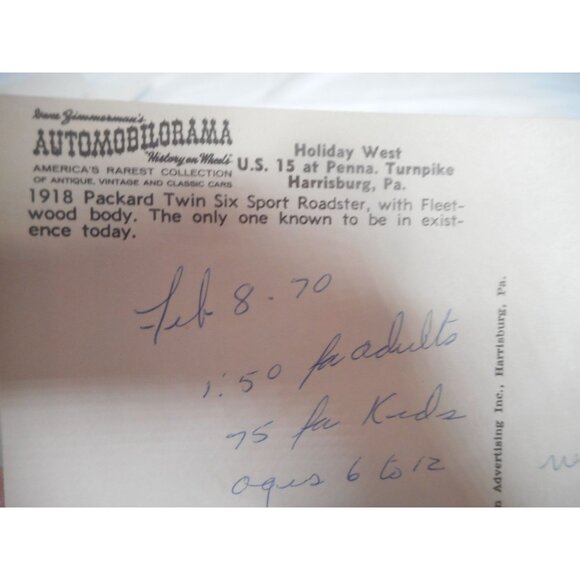 Gene Zimmerman's
AUTOMOBILORAMA
"History on Wheels"
AMERICA'S RAREST COLLECTION
OF ANTIQUE, VINTAGE AND CLASSIC CARS
Holiday West
U.S. 15 at Penna. Turnpike
Harrisburg, Pa.
1918 Packard Twin Six Sport Roadster, with Fleet-
wood body. The only one known to be in exist-
ence today.
Feb 8-70
1:50 for adults
75 for Kids
ages 6 to 12
n Advertising Inc., Harrisburg, Pa.